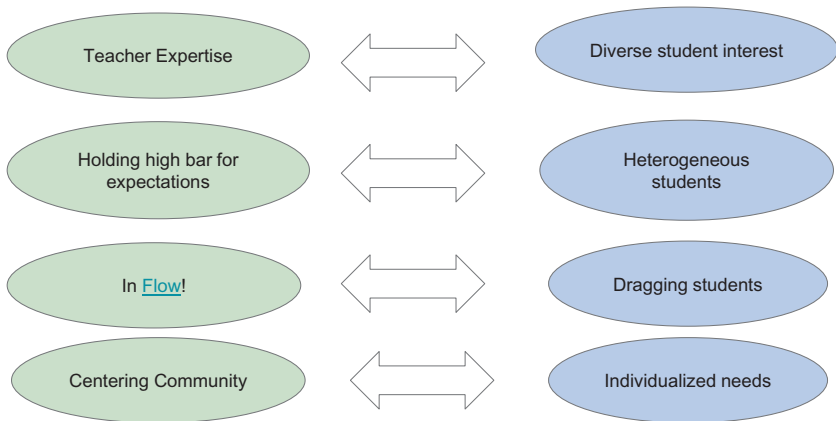 Teacher Expertise
Diverse student interest
Holding high bar for
expectations
Heterogeneous
students
In Flow!
Dragging students
Centering Community
Individualized needs